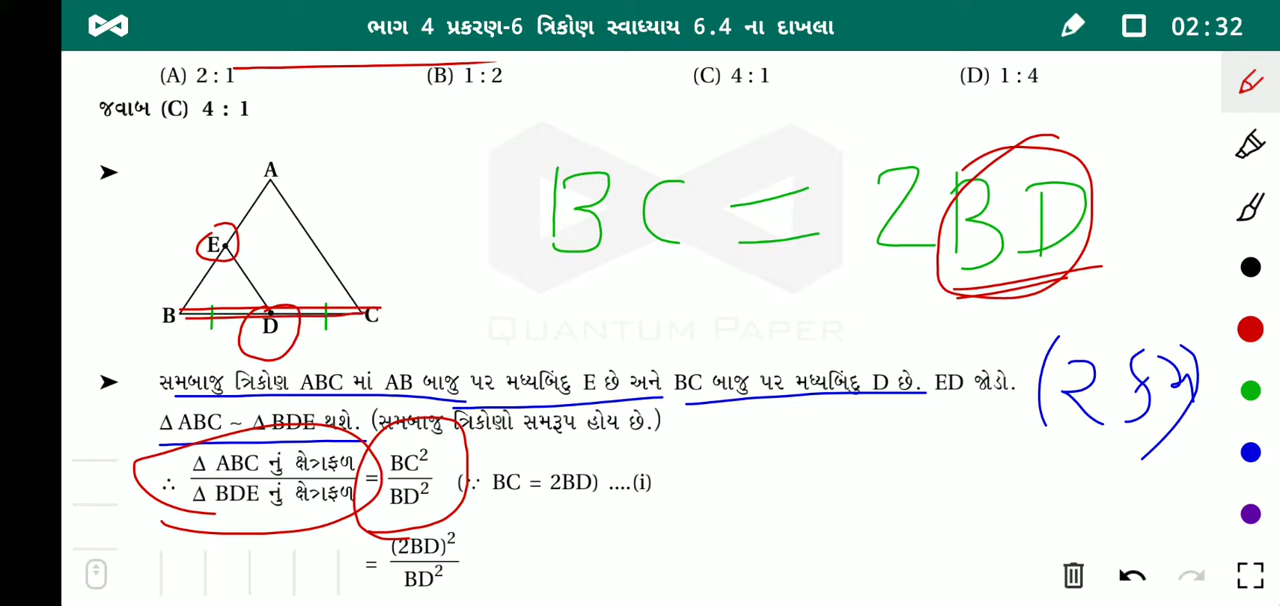 ભાગ 4 પ્રકરણ-6 ત્રિકોણ સ્વાધ્યાય 6.4 ના દાખલા
02:32
(A) 2 : 1 (B) 1 : 2 (C) 4 : 1 (D) 1 : 4
જવાબ (C) 4 : 1
A
E
B D C
BC = 2BD
QUANTUM PAPER
➤ સમબાજુ ત્રિકોણ ABC માં AB બાજુ પર મધ્યબિંદુ E છે અને BC બાજુ પર મધ્યબિંદુ D છે. ED જોડો.
Δ ABC ~ Δ BDE થશે. (સમબાજુ ત્રિકોણો સમરૂપ હોય છે.)
∴ Δ ABC નું ક્ષેત્રફળ / Δ BDE નું ક્ષેત્રફળ = BC² / BD² (∵ BC = 2BD) ....(i)
= (2BD)² / BD²